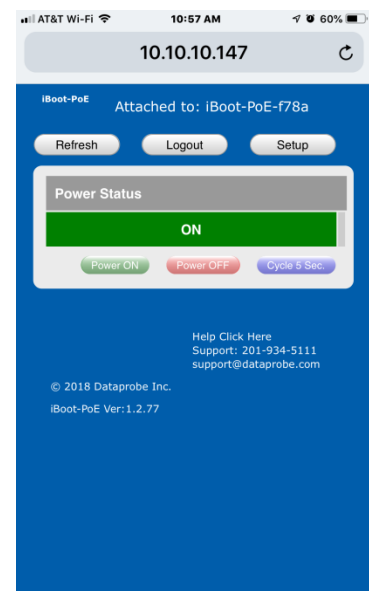 AT&T Wi-Fi 10:57 AM 60%
10.10.10.147
iBoot-PoE
Attached to: iBoot-PoE-f78a
Refresh Logout Setup
Power Status
ON
Power ON Power OFF Cycle 5 Sec.
Help Click Here
Support: 201-934-5111
support@dataprobe.com
© 2018 Dataprobe Inc.
iBoot-PoE Ver:1.2.77